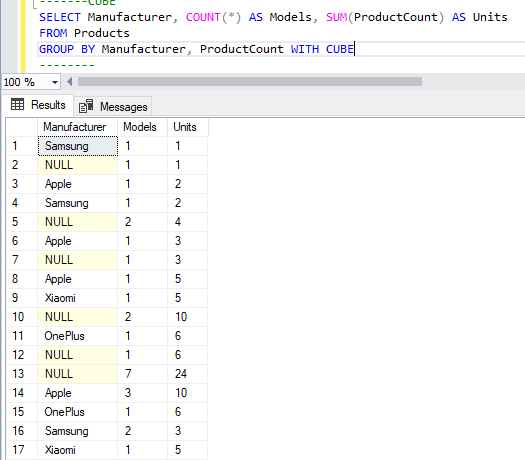 -------CUBE
SELECT Manufacturer, COUNT(*) AS Models, SUM(ProductCount) AS Units
FROM Products
GROUP BY Manufacturer, ProductCount WITH CUBE
--------
100 %
Results Messages
Manufacturer Models Units
1 Samsung 1 1
2 NULL 1 1
3 Apple 1 2
4 Samsung 1 2
5 NULL 2 4
6 Apple 1 3
7 NULL 1 3
8 Apple 1 5
9 Xiaomi 1 5
10 NULL 2 10
11 OnePlus 1 6
12 NULL 1 6
13 NULL 7 24
14 Apple 3 10
15 OnePlus 1 6
16 Samsung 2 3
17 Xiaomi 1 5